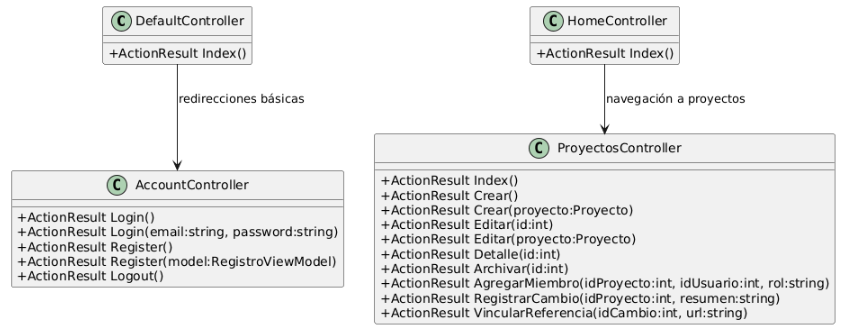 C DefaultController
+ActionResult Index()
redirecciones básicas
C AccountController
+ActionResult Login()
+ActionResult Login(email:string, password:string)
+ActionResult Register()
+ActionResult Register(model:RegistroViewModel)
+ActionResult Logout()
C HomeController
+ActionResult Index()
navegación a proyectos
C ProyectosController
+ActionResult Index()
+ActionResult Crear()
+ActionResult Crear(proyecto:Proyecto)
+ActionResult Editar(id:int)
+ActionResult Editar(proyecto:Proyecto)
+ActionResult Detalle(id:int)
+ActionResult Archivar(id:int)
+ActionResult AgregarMiembro(idProyecto:int, idUsuario:int, rol:string)
+ActionResult RegistrarCambio(idProyecto:int, resumen:string)
+ActionResult VincularReferencia(idCambio:int, url:string)